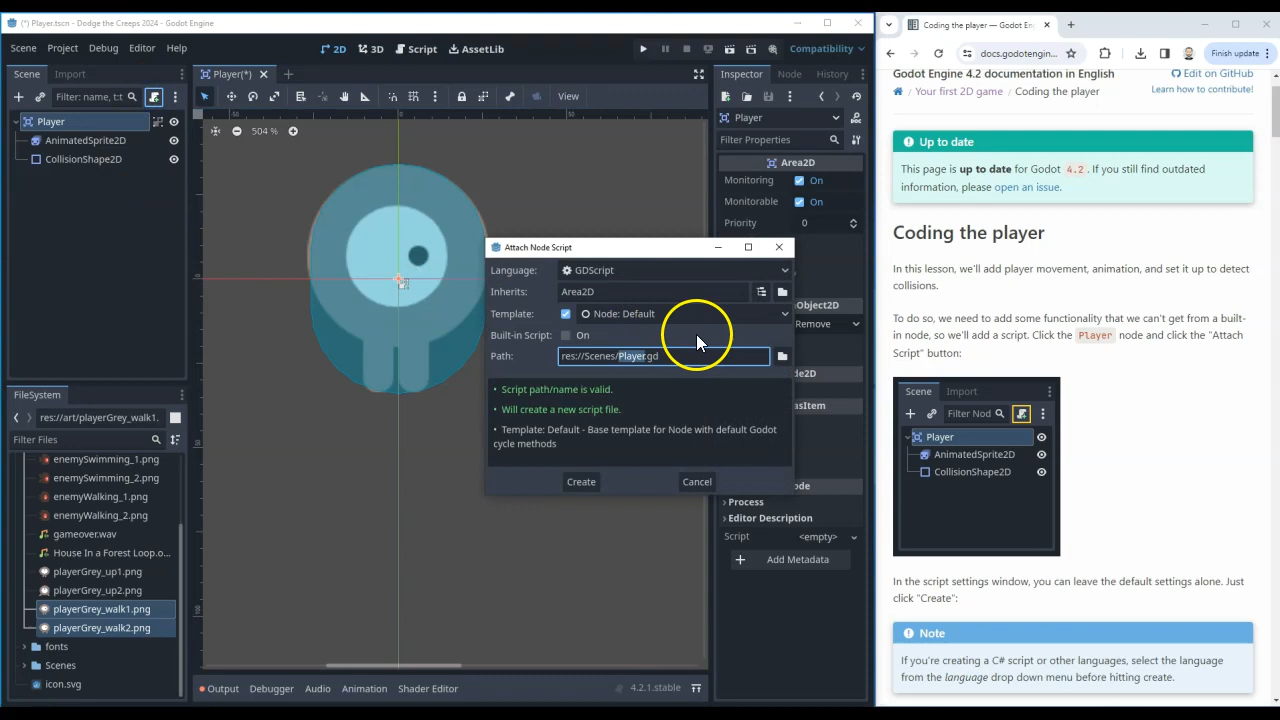 (*) Player.tscn - Dodge the Creeps 2024 - Godot Engine
Scene Project Debug Editor Help
2D 3D Script AssetLib
Compatibility
Scene Import
Filter: name, t:t
Player
AnimatedSprite2D
CollisionShape2D
FileSystem
res://art/playerGrey_walk1.
Filter Files
enemySwimming_1.png
enemySwimming_2.png
enemyWalking_1.png
enemyWalking_2.png
gameover.wav
House In a Forest Loop.o...
playerGrey_up1.png
playerGrey_up2.png
playerGrey_walk1.png
playerGrey_walk2.png
fonts
Scenes
icon.svg
Player(*)
View
504 %
Attach Node Script
Language: GDScript
Inherits: Area2D
Template: Node: Default
Built-in Script: On
Path: res://Scenes/Player.gd
• Script path/name is valid.
• Will create a new script file.
• Template: Default - Base template for Node with default Godot
cycle methods
Create Cancel
Output Debugger Audio Animation Shader Editor
4.2.1.stable
Inspector Node History
Player
Filter Properties
Area2D
Monitoring On
Monitorable On
Priority 0
Object2D
Remove
de2D
asItem
ode
Process
Editor Description
Script <empty>
Add Metadata
Coding the player — Godot En
docs.godotengin...
Finish update
Godot Engine 4.2 documentation in English
Edit on GitHub
/ Your first 2D game / Coding the player
Learn how to contribute!
Up to date
This page is up to date for Godot 4.2. If you still find outdated
information, please open an issue.
Coding the player
In this lesson, we'll add player movement, animation, and set it up to detect
collisions.
To do so, we need to add some functionality that we can't get from a built-
in node, so we'll add a script. Click the Player node and click the "Attach
Script" button:
Scene Import
Filter Nod
Player
AnimatedSprite2D
CollisionShape2D
In the script settings window, you can leave the default settings alone. Just
click "Create":
Note
If you're creating a C# script or other languages, select the language
from the language drop down menu before hitting create.